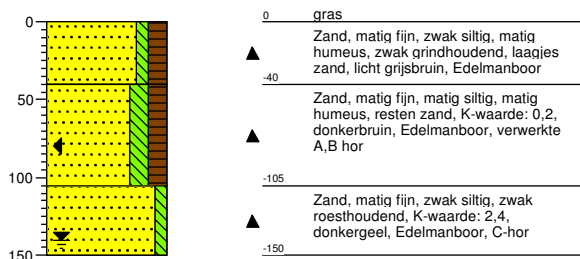 0
50
100
150
0 gras
Zand, matig fijn, zwak siltig, matig
humeus, zwak grindhoudend, laagjes
zand, licht grijsbruin, Edelmanboor
-40
Zand, matig fijn, matig siltig, matig
humeus, resten zand, K-waarde: 0,2,
donkerbruin, Edelmanboor, verwerkte
A,B hor
-105
Zand, matig fijn, zwak siltig, zwak
roesthoudend, K-waarde: 2,4,
donkergeel, Edelmanboor, C-hor
-150